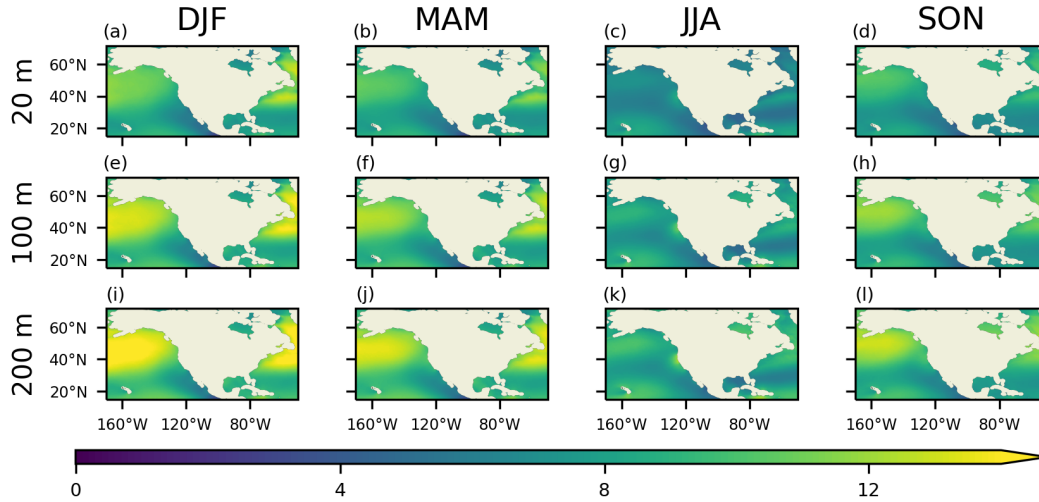 DJF MAM JJA SON
(a) (b) (c) (d)
20 m
60°N
40°N
20°N
(e) (f) (g) (h)
100 m
60°N
40°N
20°N
(i) (j) (k) (l)
200 m
60°N
40°N
20°N
160°W 120°W 80°W 160°W 120°W 80°W 160°W 120°W 80°W 160°W 120°W 80°W
0 4 8 12